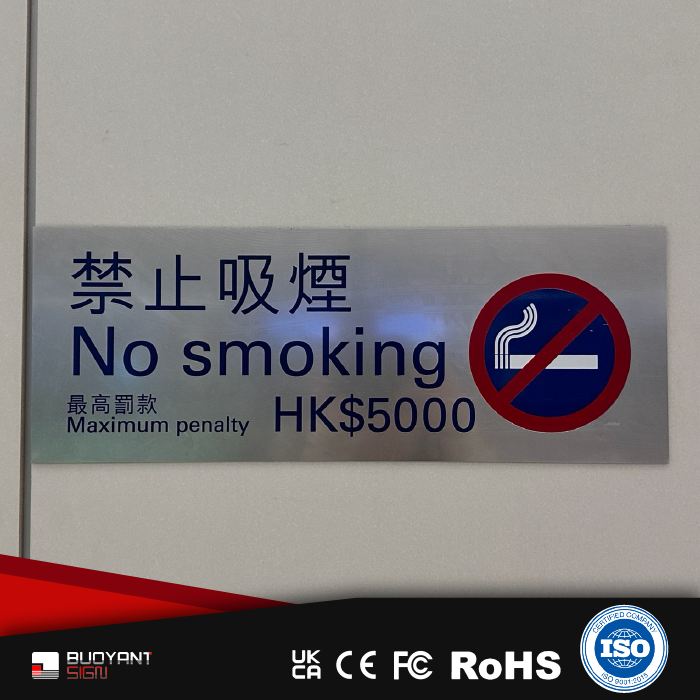 禁止吸煙
No smoking
最高罰款
Maximum penalty HK$5000
BUOYANT
SIGN
UK
CA CE FC RoHS
CERTIFIED COMPANY
ISO
ISO 9001:2015